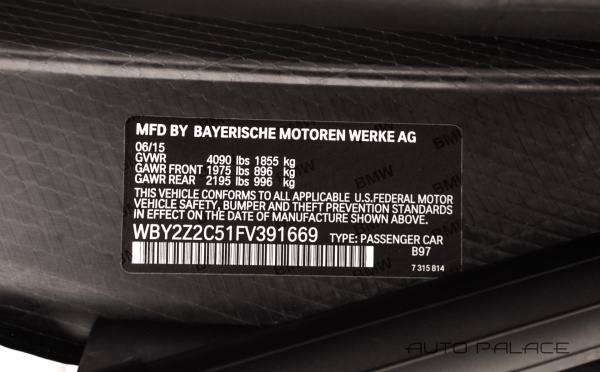 MFD BY BAYERISCHE MOTOREN WERKE AG
06/15
GVWR 4090 lbs 1855 kg
GAWR FRONT 1975 lbs 896 kg
GAWR REAR 2195 lbs 996 kg
THIS VEHICLE CONFORMS TO ALL APPLICABLE U.S.FEDERAL MOTOR
VEHICLE SAFETY, BUMPER AND THEFT PREVENTION STANDARDS
IN EFFECT ON THE DATE OF MANUFACTURE SHOWN ABOVE.
WBY2Z2C51FV391669 TYPE: PASSENGER CAR
B97
7 315 814
AUTO PALACE